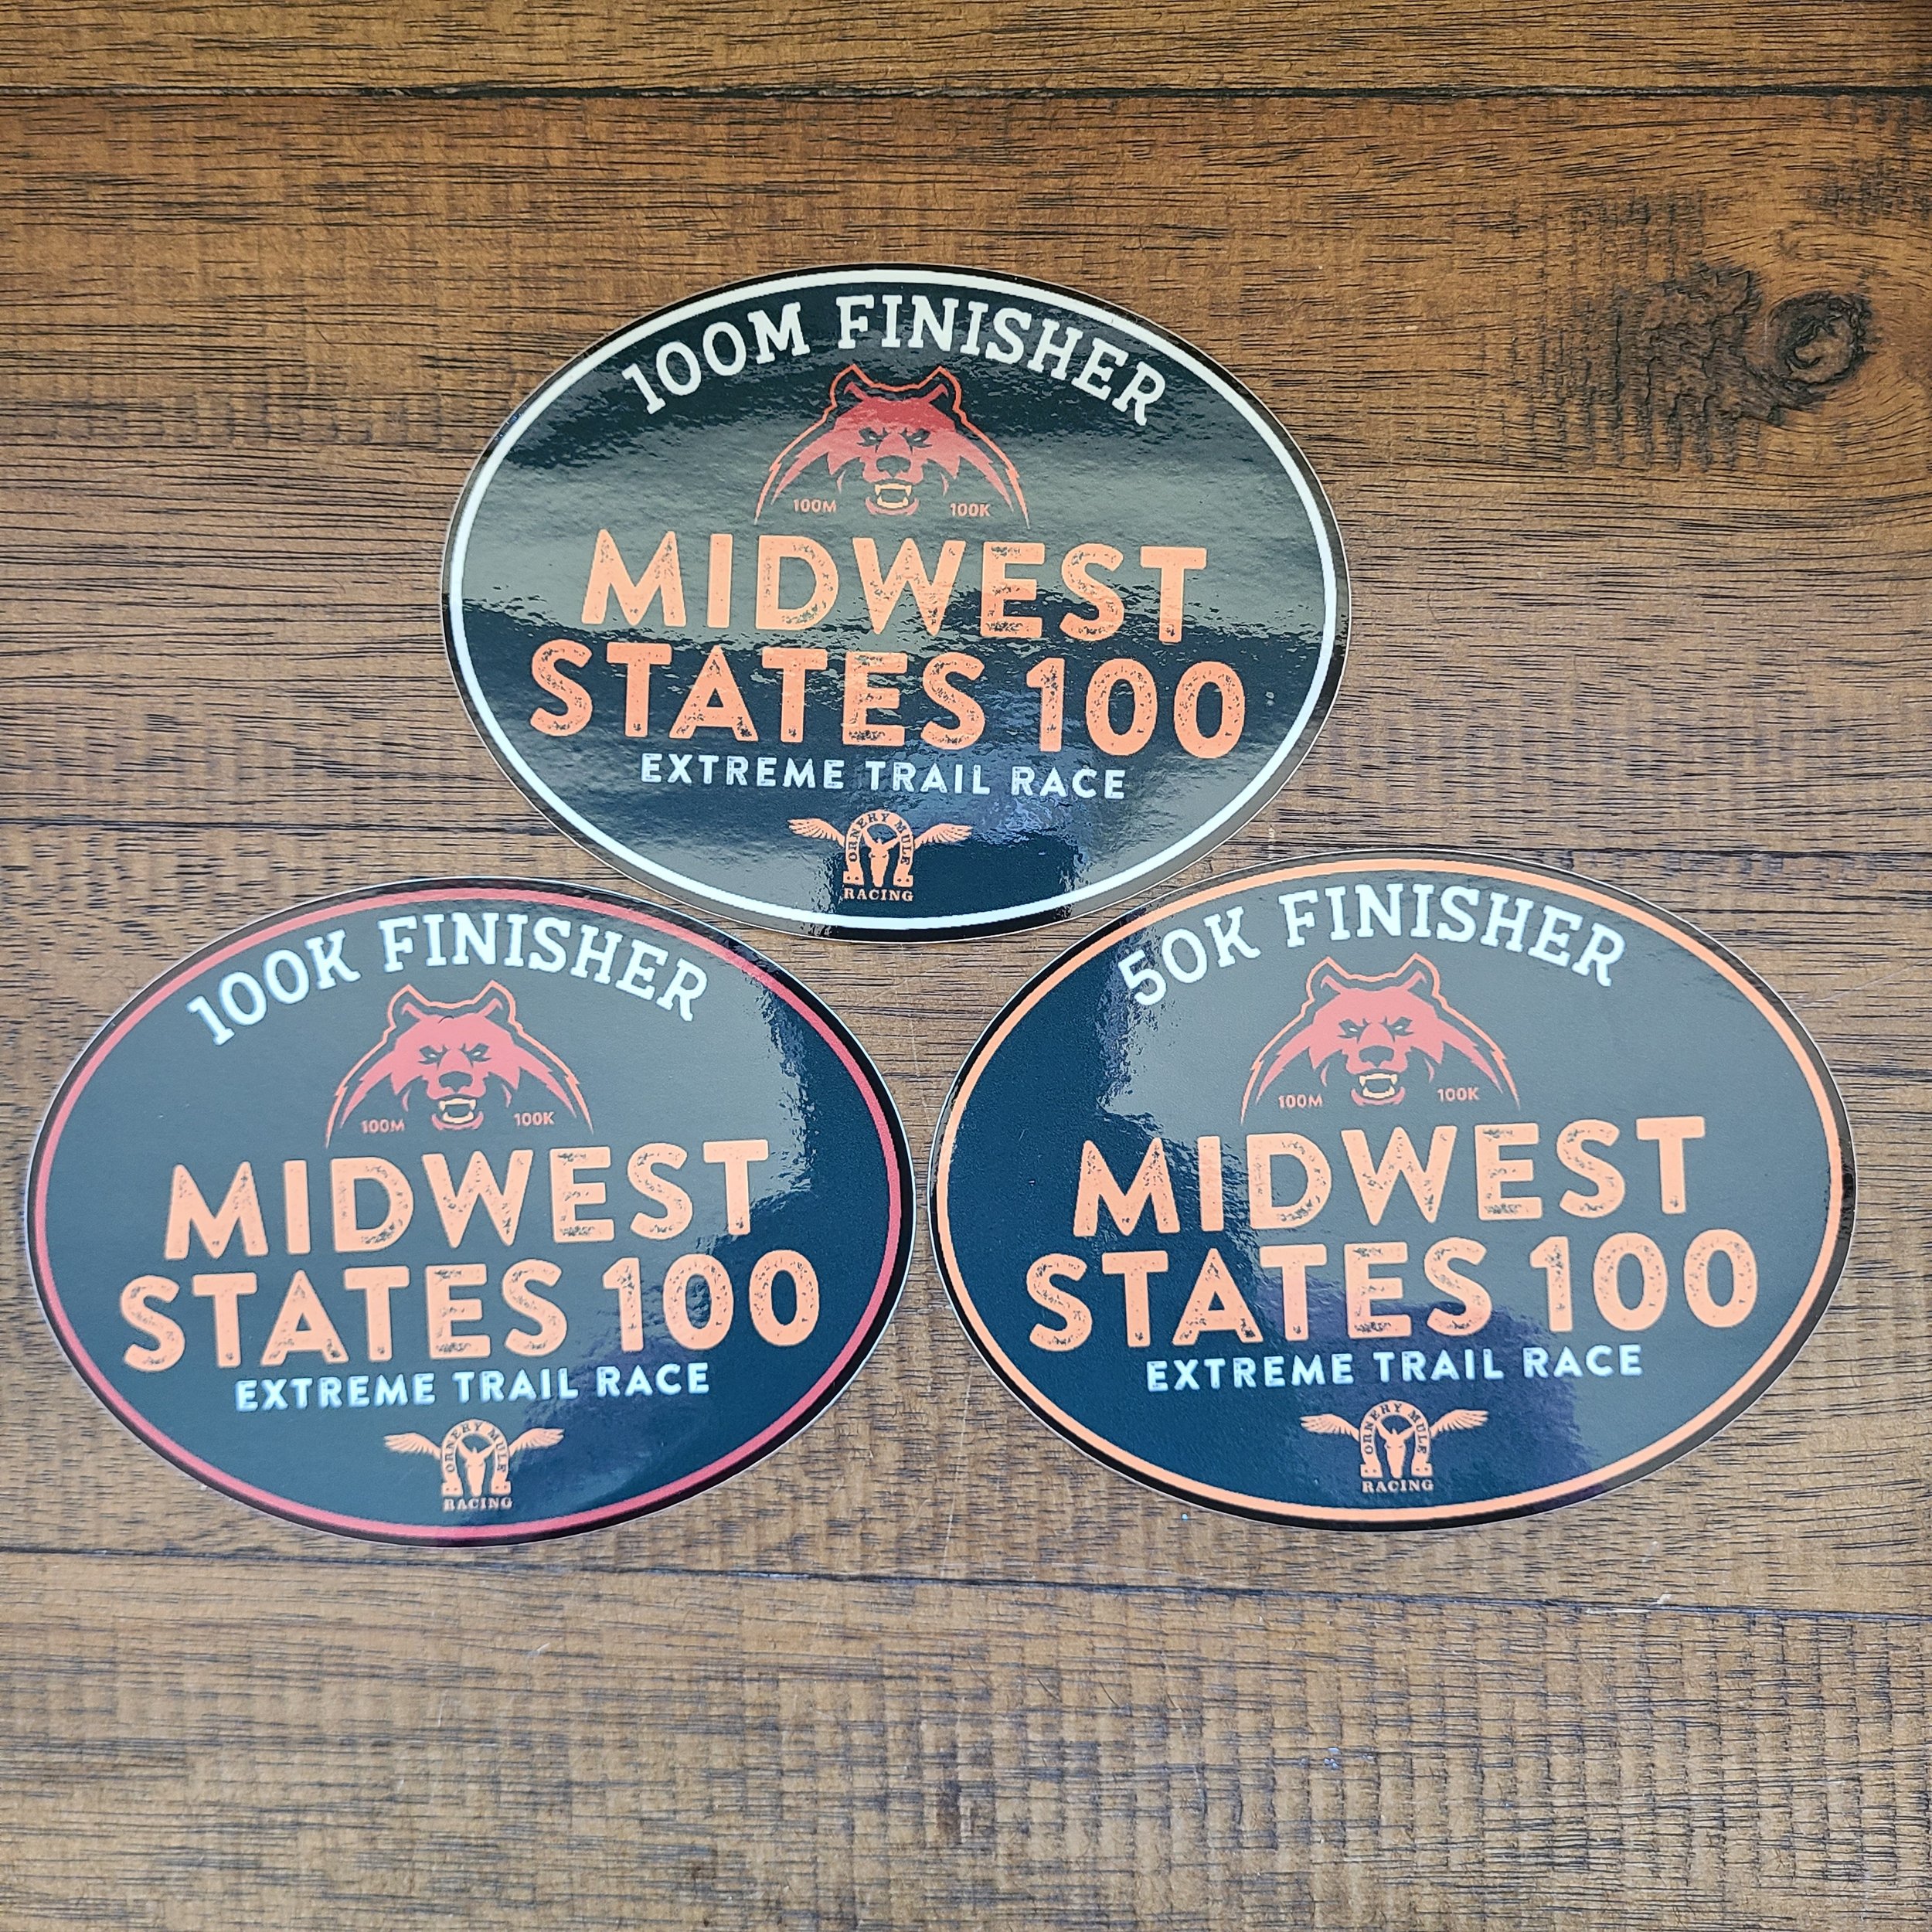 100M FINISHER
100M 100K
MIDWEST
STATES 100
EXTREME TRAIL RACE
ORNERY MULE
RACING
100K FINISHER
100M 100K
MIDWEST
STATES 100
EXTREME TRAIL RACE
ORNERY MULE
RACING
50K FINISHER
100M 100K
MIDWEST
STATES 100
EXTREME TRAIL RACE
ORNERY MULE
RACING